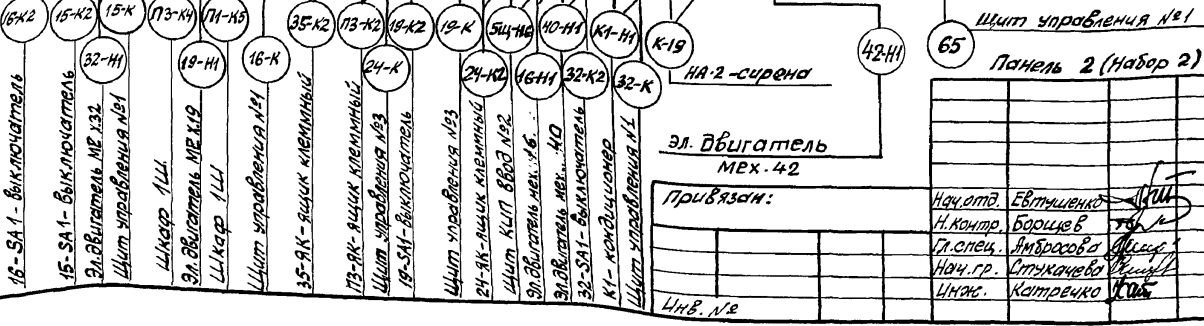 16-К2
15-К2
15-К
П3-К4
П1-К5
35-К2
П3-К2
19-К2
19-К
5Щ-Н6
40-Н1
К1-Н1
К-19
32-Н1
19-Н1
16-К
24-К
24-К2
16-Н1
32-К2
32-К
42-Н1
65
16-SA1-выключатель
15-SA1-выключатель
Эл.двигатель мех.32
Щит управления №1
Шкаф 1Ш
Эл.двигатель мех.19
Шкаф 1Ш
Щит управления №1
35-ЯК-ящик клеммный
П3-ЯК-ящик клеммный
Щит управления №3
19-SA1-выключатель
Щит управления №3
24-ЯК-ящик клемный
Щит КИП ввод №2
Эл.двигатель мех.16
Эл.двигатель мех.40
32-SA1-выключатель
К1-кондиционер
Щит управления №1
НА-2-сирена
эл. двигатель
мех.42
Щит управления №1
Панель 2 (набор 2)
Привязан:
Инв. №
Нач.отд. Евтушенко
Н.контр. Борщев
Гл.спец. Амбросова
Нач.гр. Стукачева
Инж. Катречко